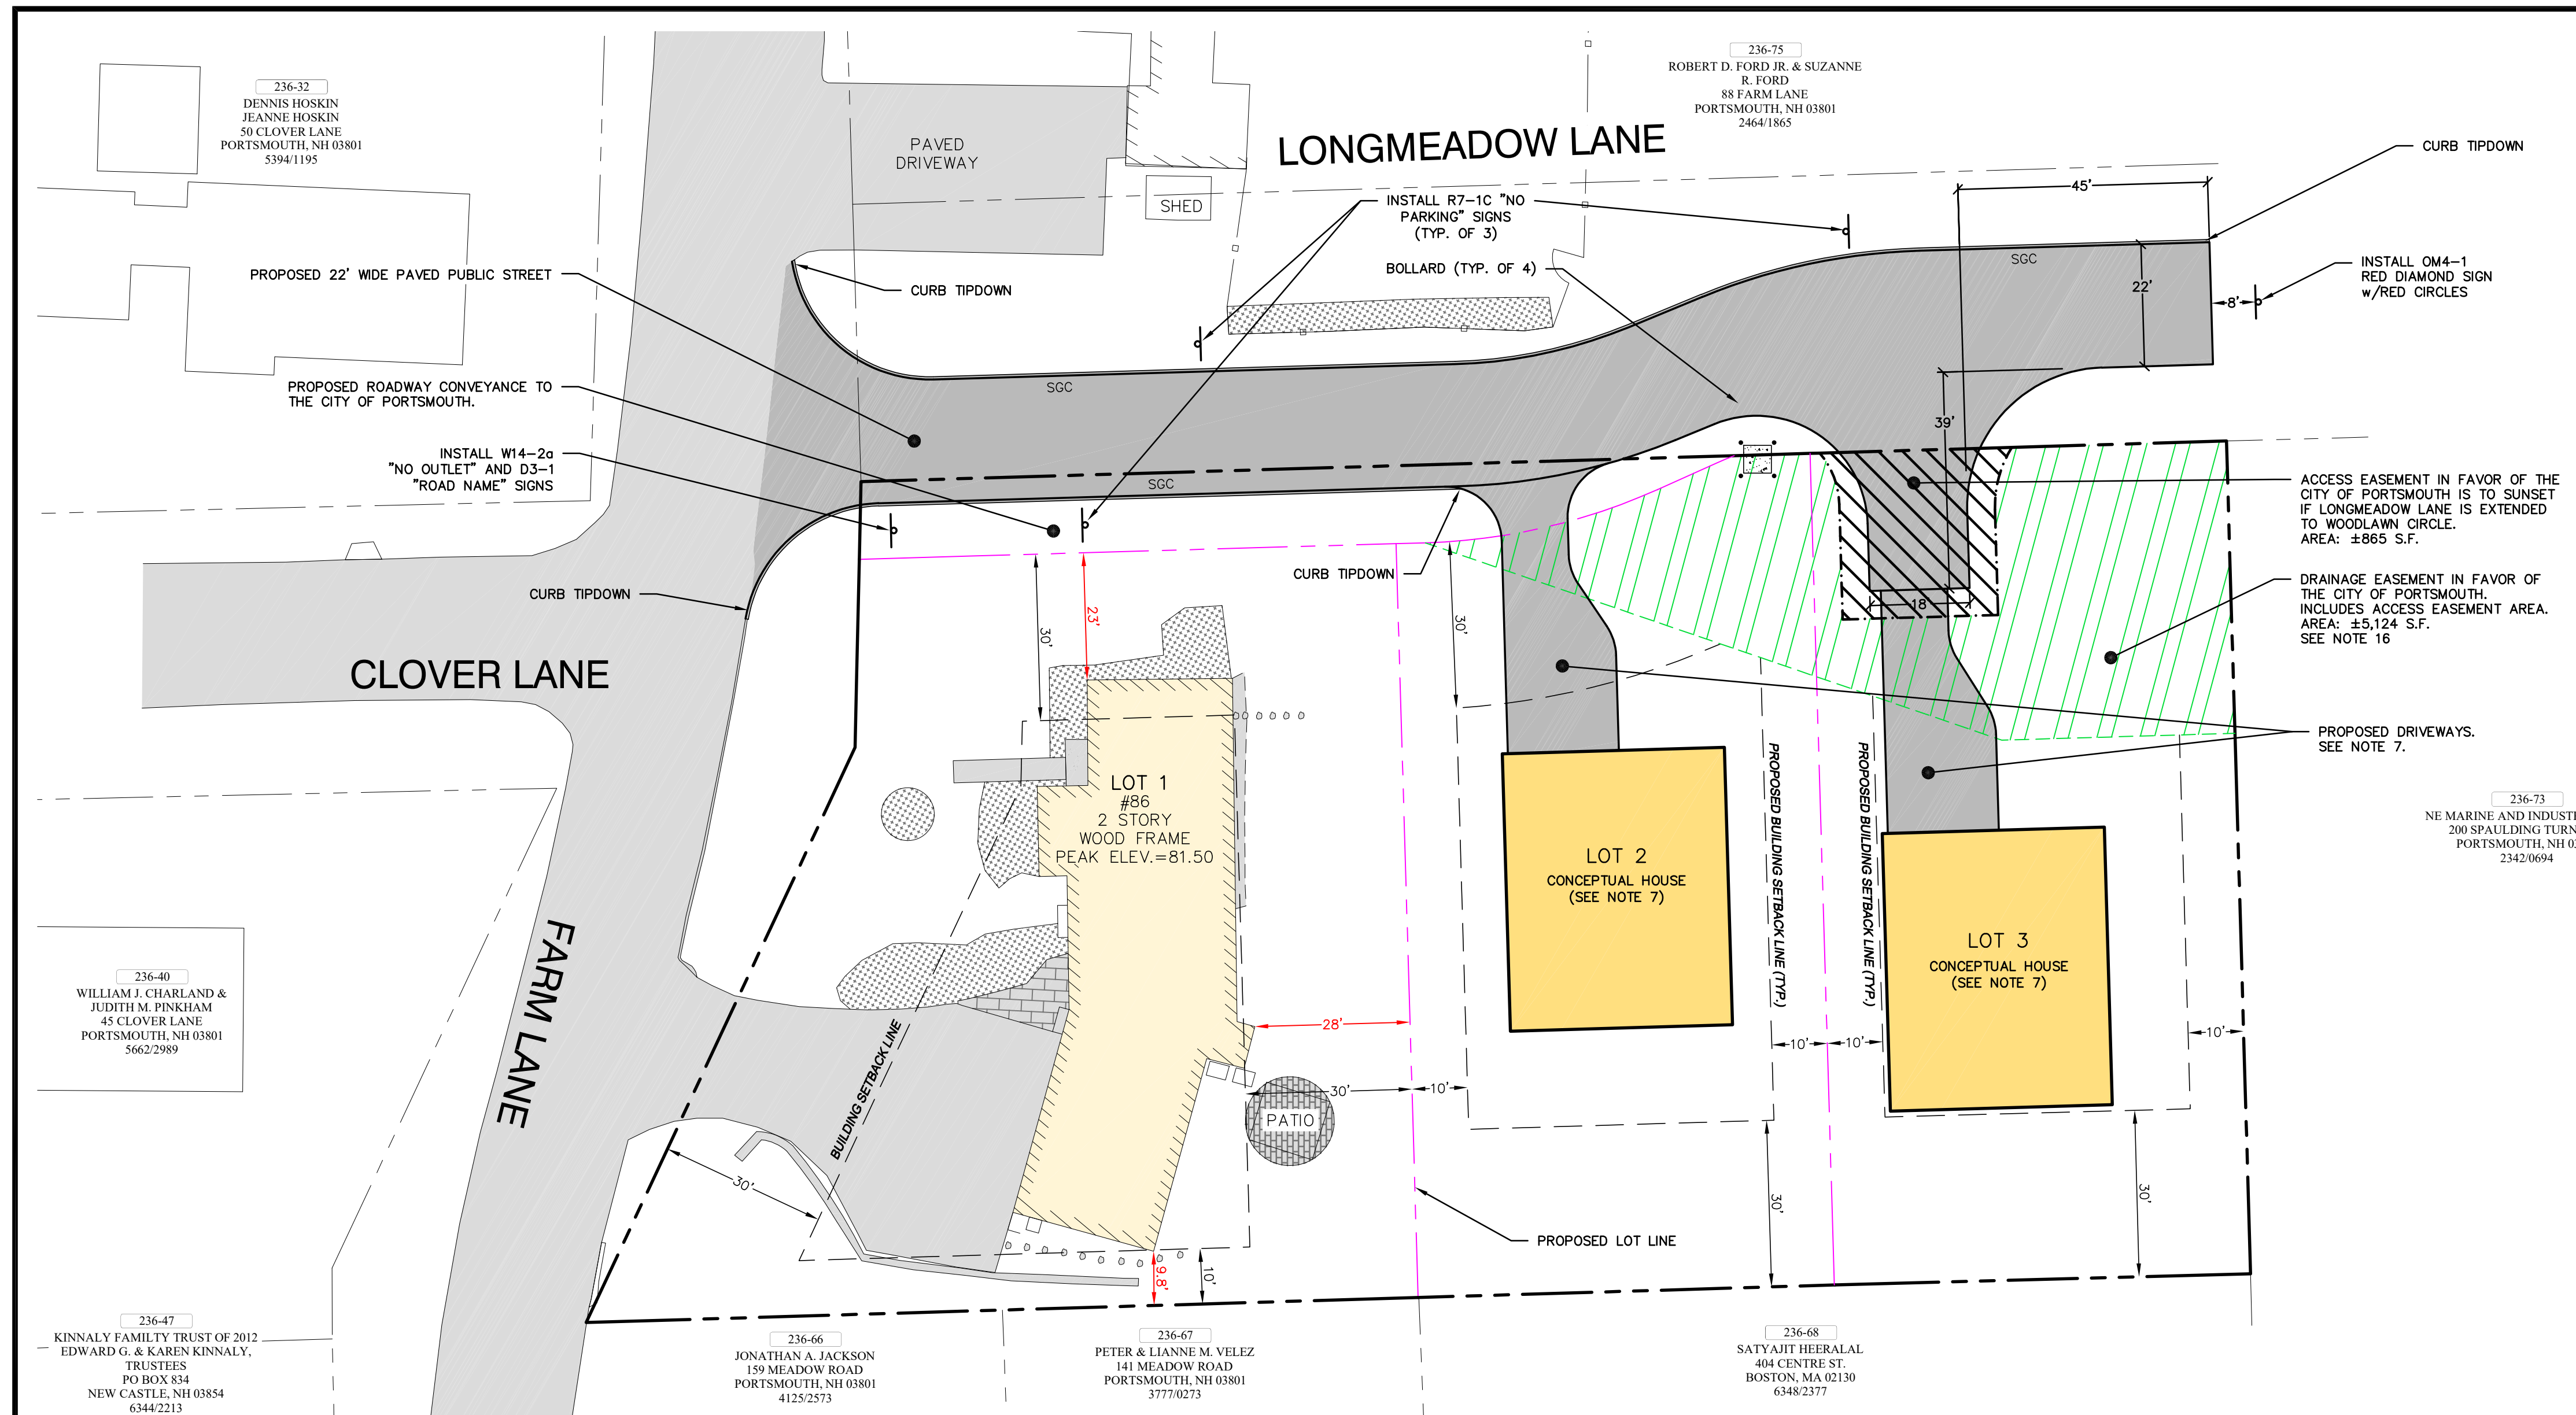 236-32
DENNIS HOSKIN
JEANNE HOSKIN
50 CLOVER LANE
PORTSMOUTH, NH 03801
5394/1195
PAVED
DRIVEWAY
SHED
LONGMEADOW LANE
236-75
ROBERT D. FORD JR. & SUZANNE
R. FORD
88 FARM LANE
PORTSMOUTH, NH 03801
2464/1865
CURB TIPDOWN
45'
INSTALL R7-1C "NO
PARKING" SIGNS
(TYP. OF 3)
BOLLARD (TYP. OF 4)
SGC
22'
8'
INSTALL OM4-1
RED DIAMOND SIGN
w/RED CIRCLES
PROPOSED 22' WIDE PAVED PUBLIC STREET
CURB TIPDOWN
PROPOSED ROADWAY CONVEYANCE TO
THE CITY OF PORTSMOUTH.
SGC
39'
INSTALL W14-2a
"NO OUTLET" AND D3-1
"ROAD NAME" SIGNS
SGC
ACCESS EASEMENT IN FAVOR OF THE
CITY OF PORTSMOUTH IS TO SUNSET
IF LONGMEADOW LANE IS EXTENDED
TO WOODLAWN CIRCLE.
AREA: ±865 S.F.
CURB TIPDOWN
CURB TIPDOWN
30'
23'
30'
18
DRAINAGE EASEMENT IN FAVOR OF
THE CITY OF PORTSMOUTH.
INCLUDES ACCESS EASEMENT AREA.
AREA: ±5,124 S.F.
SEE NOTE 16
CLOVER LANE
PROPOSED DRIVEWAYS.
SEE NOTE 7.
LOT 1
#86
2 STORY
WOOD FRAME
PEAK ELEV.=81.50
LOT 2
CONCEPTUAL HOUSE
(SEE NOTE 7)
PROPOSED BUILDING SETBACK LINE (TYP.)
PROPOSED BUILDING SETBACK LINE (TYP.)
LOT 3
CONCEPTUAL HOUSE
(SEE NOTE 7)
236-73
NE MARINE AND INDUST
200 SPAULDING TURN
PORTSMOUTH, NH 0
2342/0694
FARM LANE
236-40
WILLIAM J. CHARLAND &
JUDITH M. PINKHAM
45 CLOVER LANE
PORTSMOUTH, NH 03801
5662/2989
BUILDING SETBACK LINE
28'
10'
10'
10'
30'
10'
PATIO
30'
30'
30'
PROPOSED LOT LINE
9.8'
10'
236-47
KINNALY FAMILTY TRUST OF 2012
EDWARD G. & KAREN KINNALY,
TRUSTEES
PO BOX 834
NEW CASTLE, NH 03854
6344/2213
236-66
JONATHAN A. JACKSON
159 MEADOW ROAD
PORTSMOUTH, NH 03801
4125/2573
236-67
PETER & LIANNE M. VELEZ
141 MEADOW ROAD
PORTSMOUTH, NH 03801
3777/0273
236-68
SATYAJIT HEERALAL
404 CENTRE ST.
BOSTON, MA 02130
6348/2377